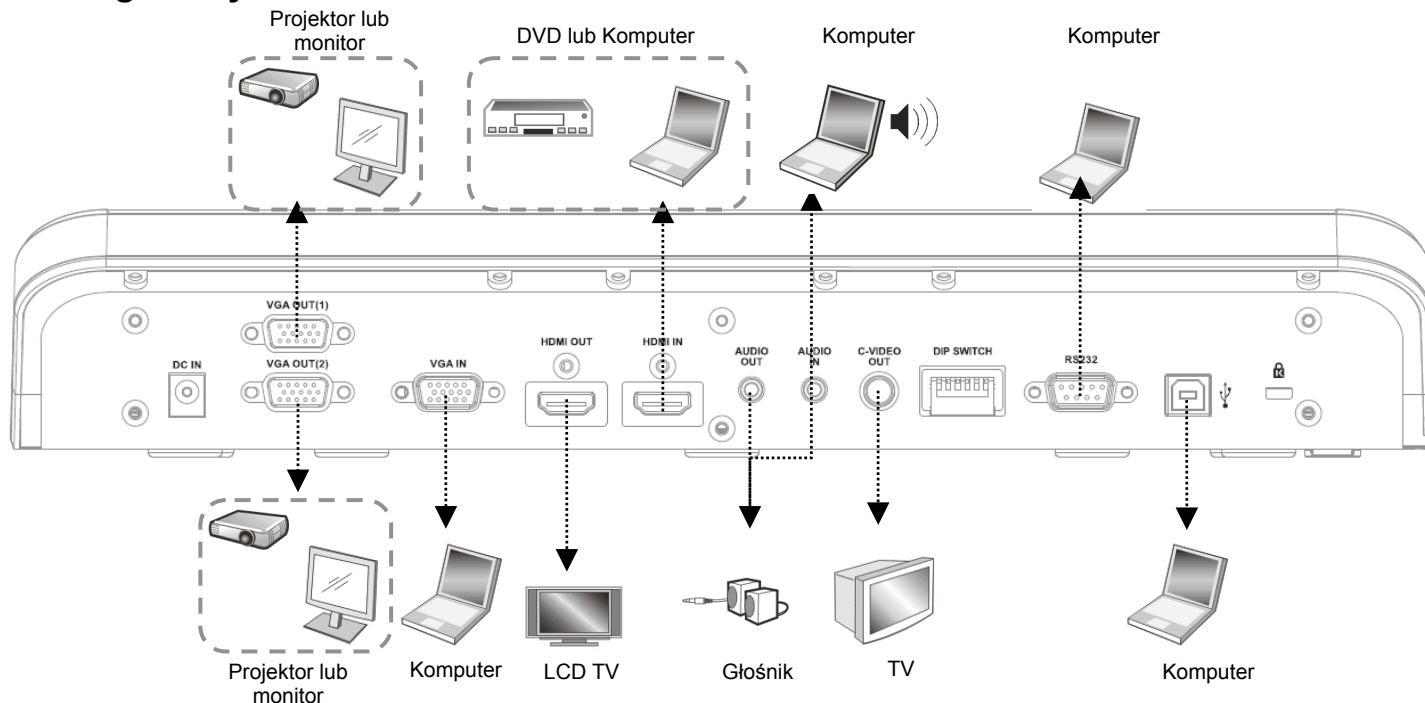 Projektor lub
monitor
DVD lub Komputer
Komputer
Komputer
VGA OUT(1)
HDMI OUT
HDMI IN
AUDIO
OUT
AUDIO
IN
C-VIDEO
OUT
DIP SWITCH
RS232
DC IN
VGA OUT(2)
VGA IN
K
Projektor lub
monitor
Komputer
LCD TV
Głośnik
TV
Komputer